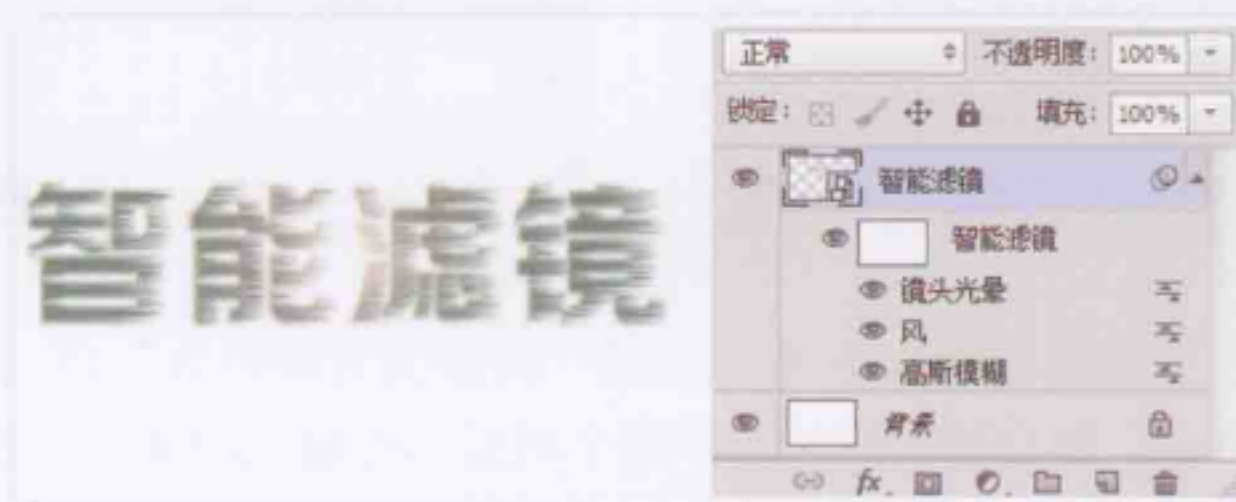 智能滤镜
正常 不透明度: 100%
锁定: 填充: 100%
智能滤镜
智能滤镜
镜头光晕
风
高斯模糊
背景
fx